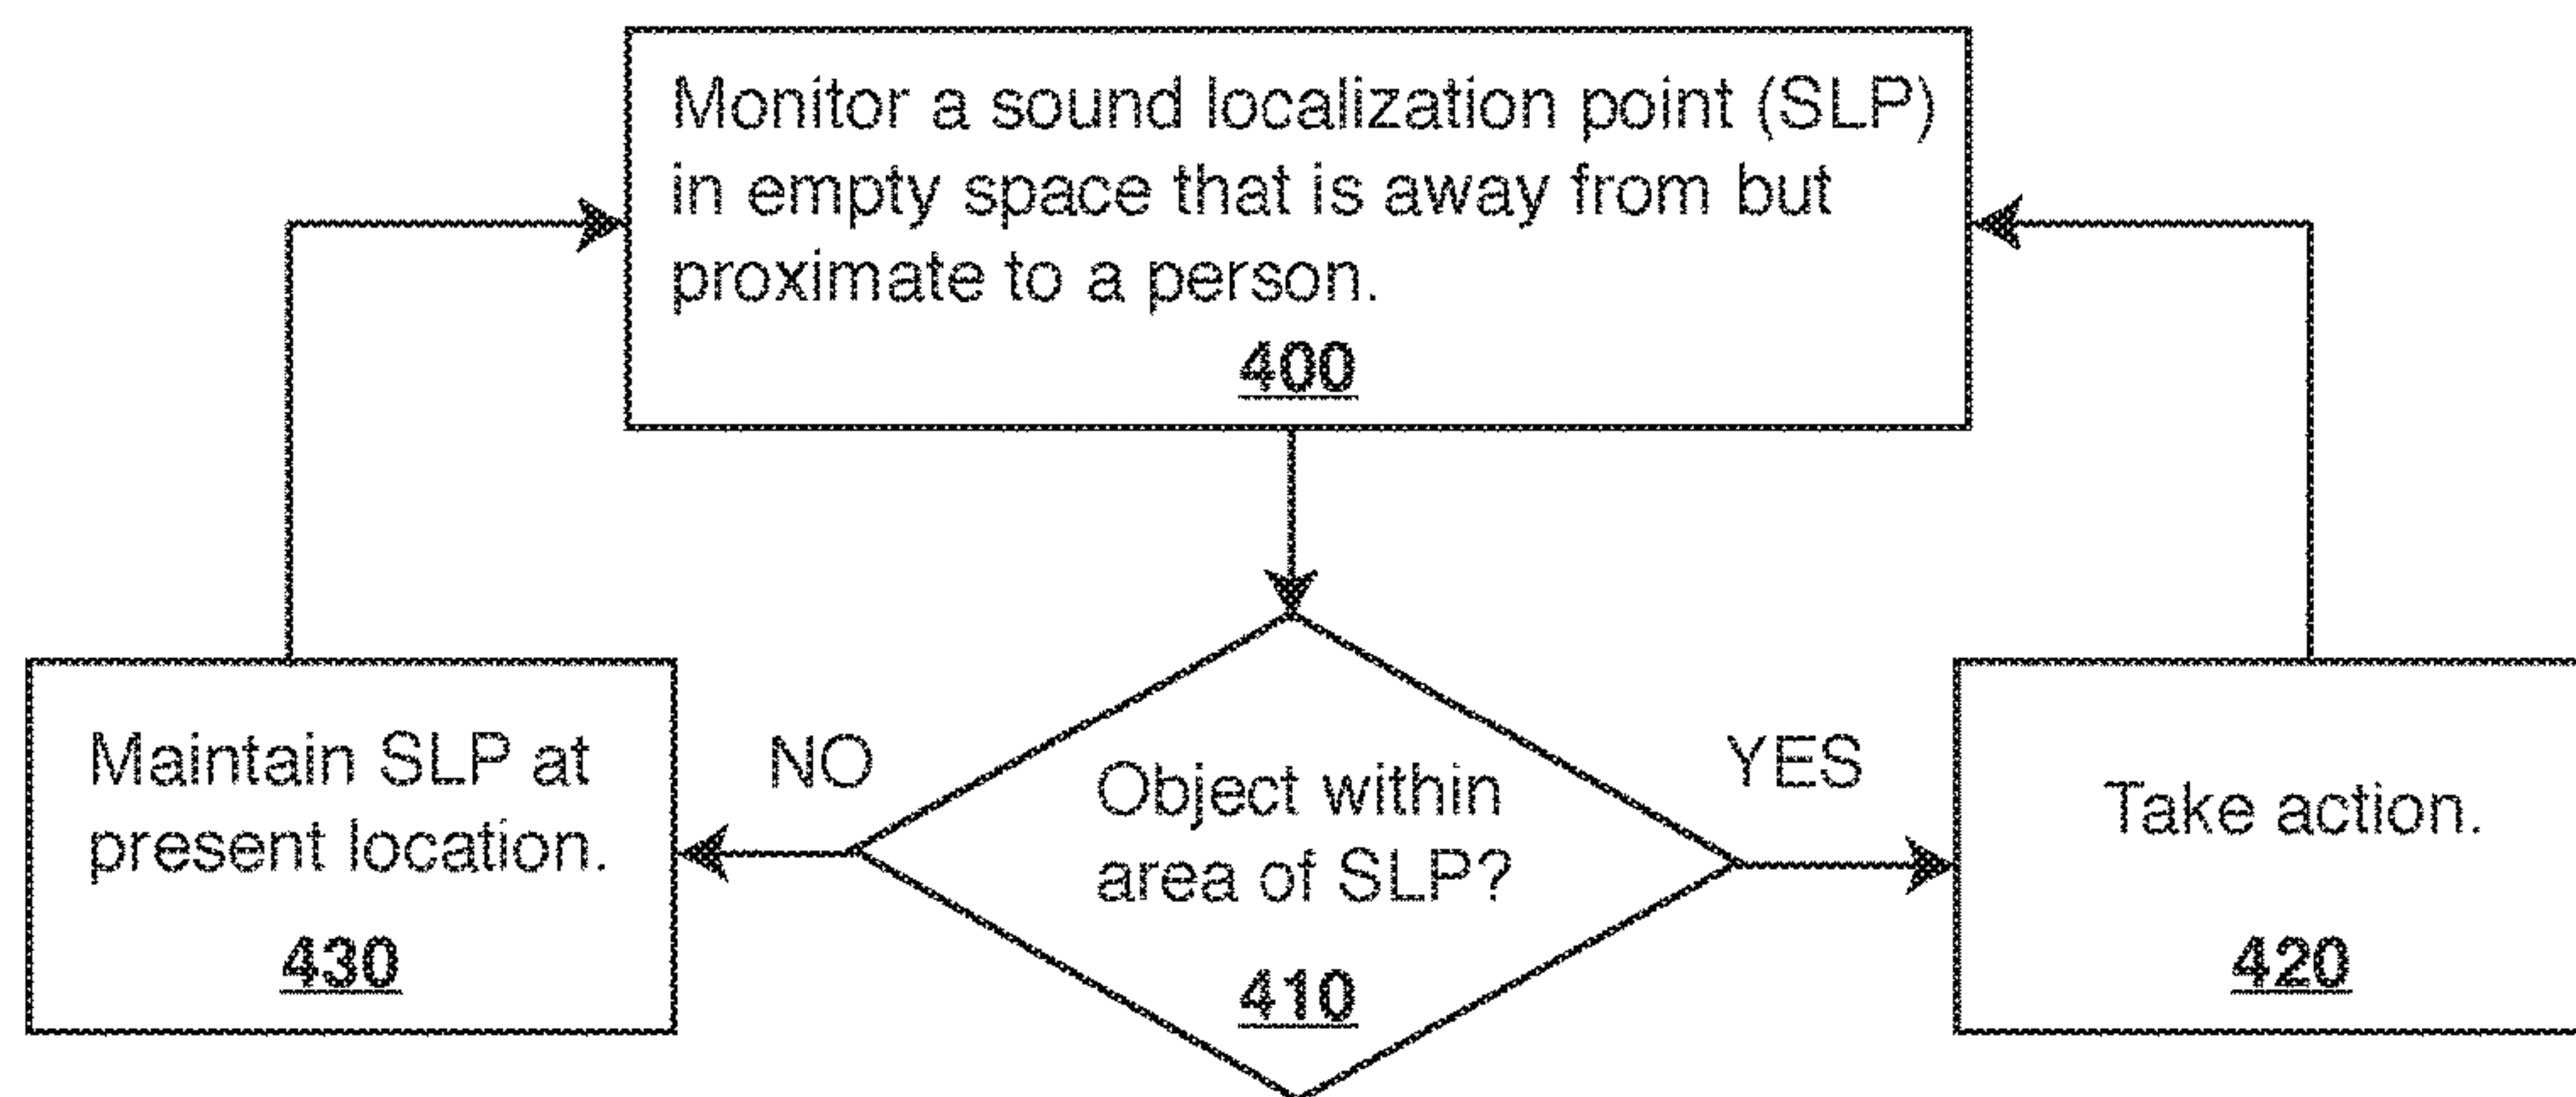 Monitor a sound localization point (SLP)
in empty space that is away from but
proximate to a person.
400
NO
YES
Maintain SLP at
present location.
430
Object within
area of SLP?
410
Take action.
420